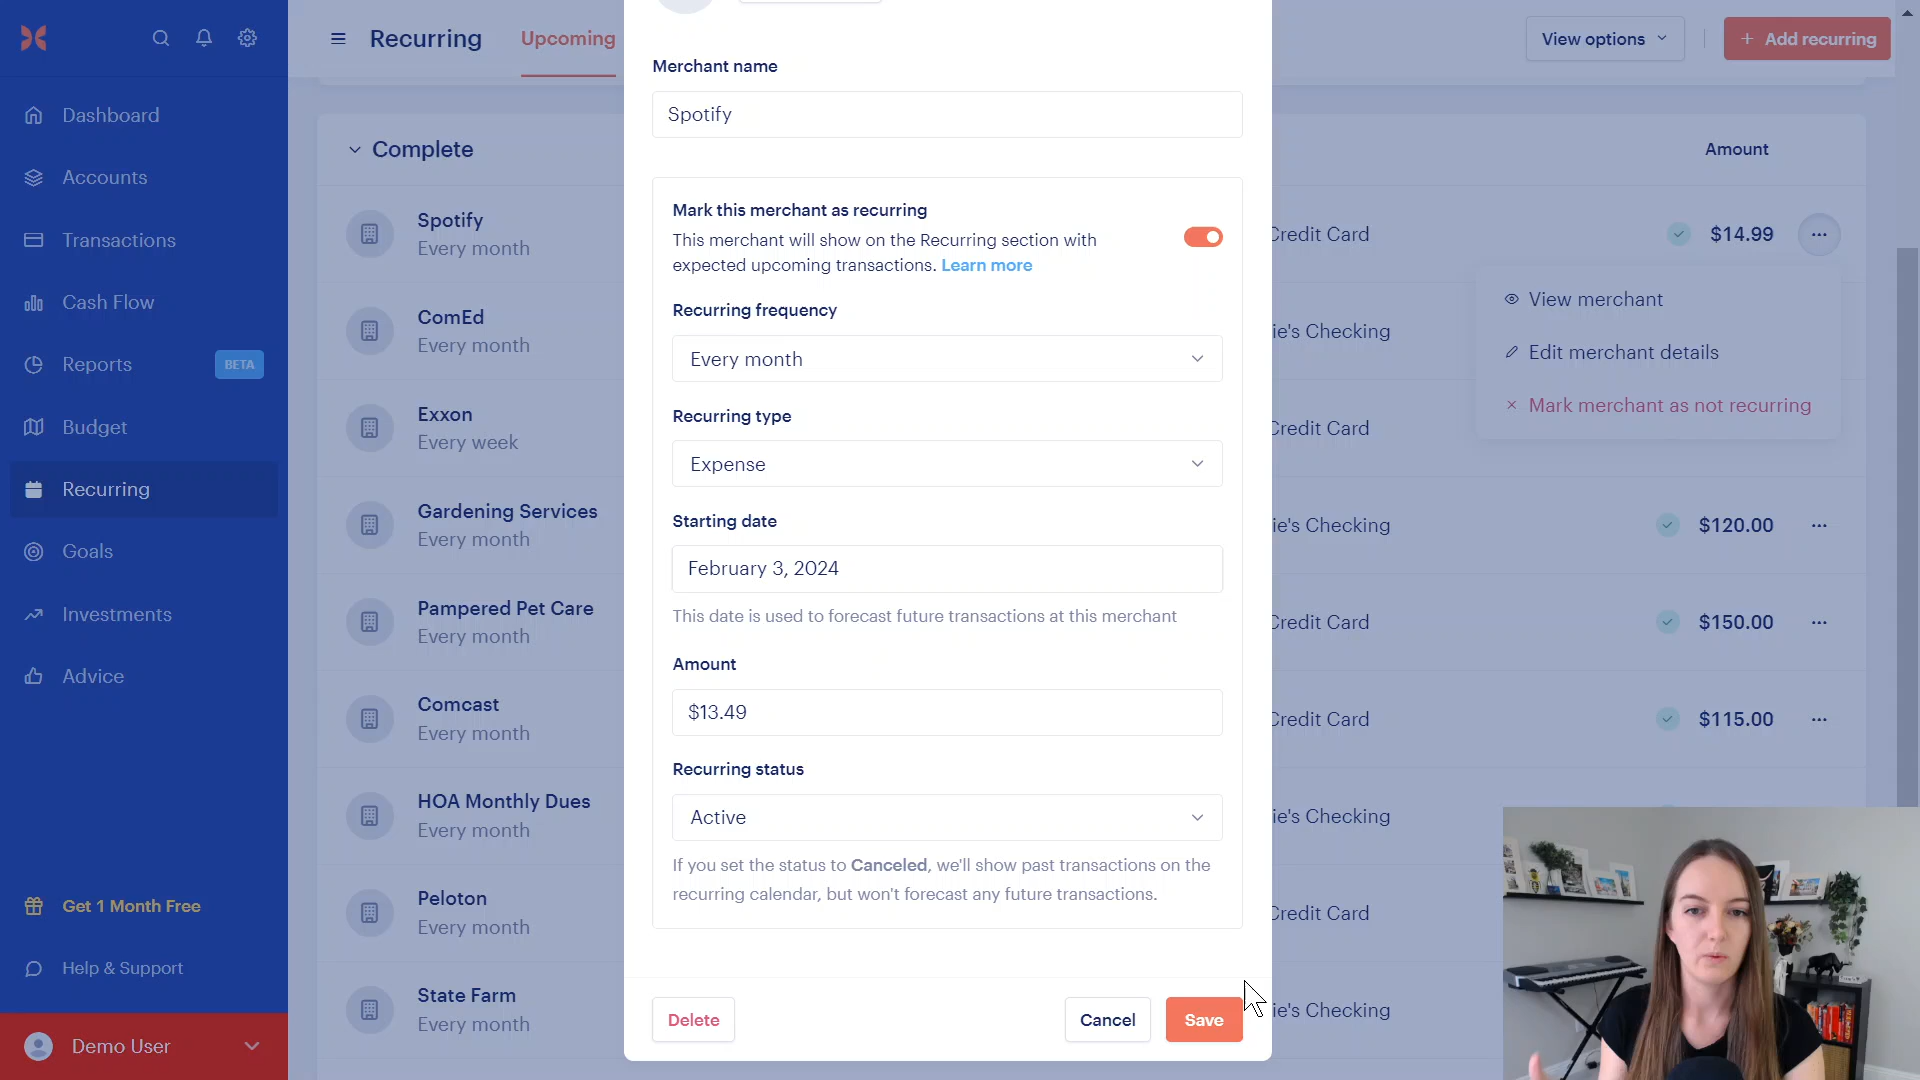 Recurring
Upcoming
View options
+ Add recurring
Dashboard
Accounts
Transactions
Cash Flow
Reports
BETA
Budget
Recurring
Goals
Investments
Advice
Get 1 Month Free
Help & Support
Demo User
Complete
Amount
Spotify
Every month
Credit Card
$14.99
ComEd
Every month
ie's Checking
Exxon
Every week
Credit Card
Gardening Services
Every month
ie's Checking
$120.00
Pampered Pet Care
Every month
Credit Card
$150.00
Comcast
Every month
Credit Card
$115.00
HOA Monthly Dues
Every month
ie's Checking
Peloton
Every month
Credit Card
State Farm
Every month
ie's Checking
View merchant
Edit merchant details
Mark merchant as not recurring
Merchant name
Spotify
Mark this merchant as recurring
This merchant will show on the Recurring section with
expected upcoming transactions. Learn more
Recurring frequency
Every month
Recurring type
Expense
Starting date
February 3, 2024
This date is used to forecast future transactions at this merchant
Amount
$13.49
Recurring status
Active
If you set the status to Canceled, we'll show past transactions on the
recurring calendar, but won't forecast any future transactions.
Delete
Cancel
Save